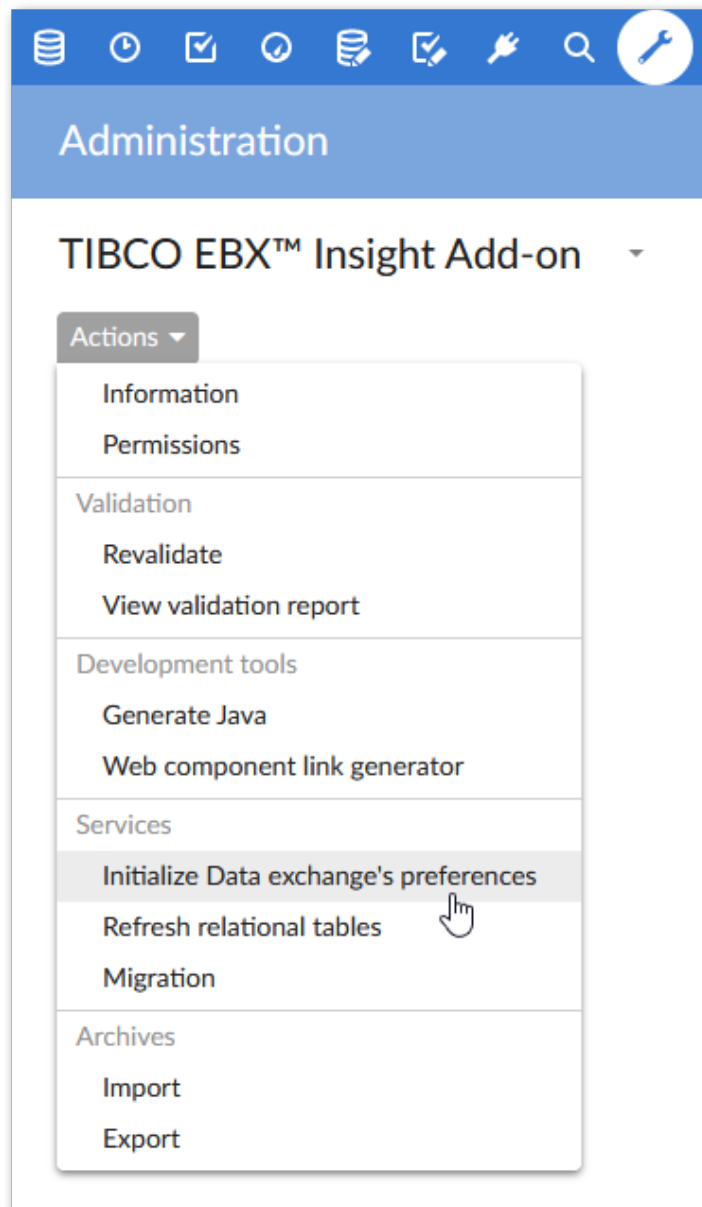 Administration
TIBCO EBX™ Insight Add-on
Actions
Information
Permissions
Validation
Revalidate
View validation report
Development tools
Generate Java
Web component link generator
Services
Initialize Data exchange's preferences
Refresh relational tables
Migration
Archives
Import
Export